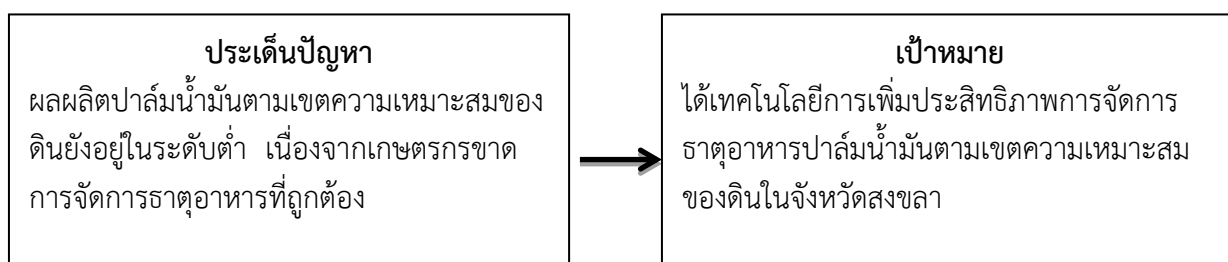 ประเด็นปัญหา
ผลผลิตปาล์มน้ำมันตามเขตความเหมาะสมของ
ดินยังอยู่ในระดับต่ำ เนื่องจากเกษตรกรขาด
การจัดการธาตุอาหารที่ถูกต้อง
เป้าหมาย
ได้เทคโนโลยีการเพิ่มประสิทธิภาพการจัดการ
ธาตุอาหารปาล์มน้ำมันตามเขตความเหมาะสม
ของดินในจังหวัดสงขลา